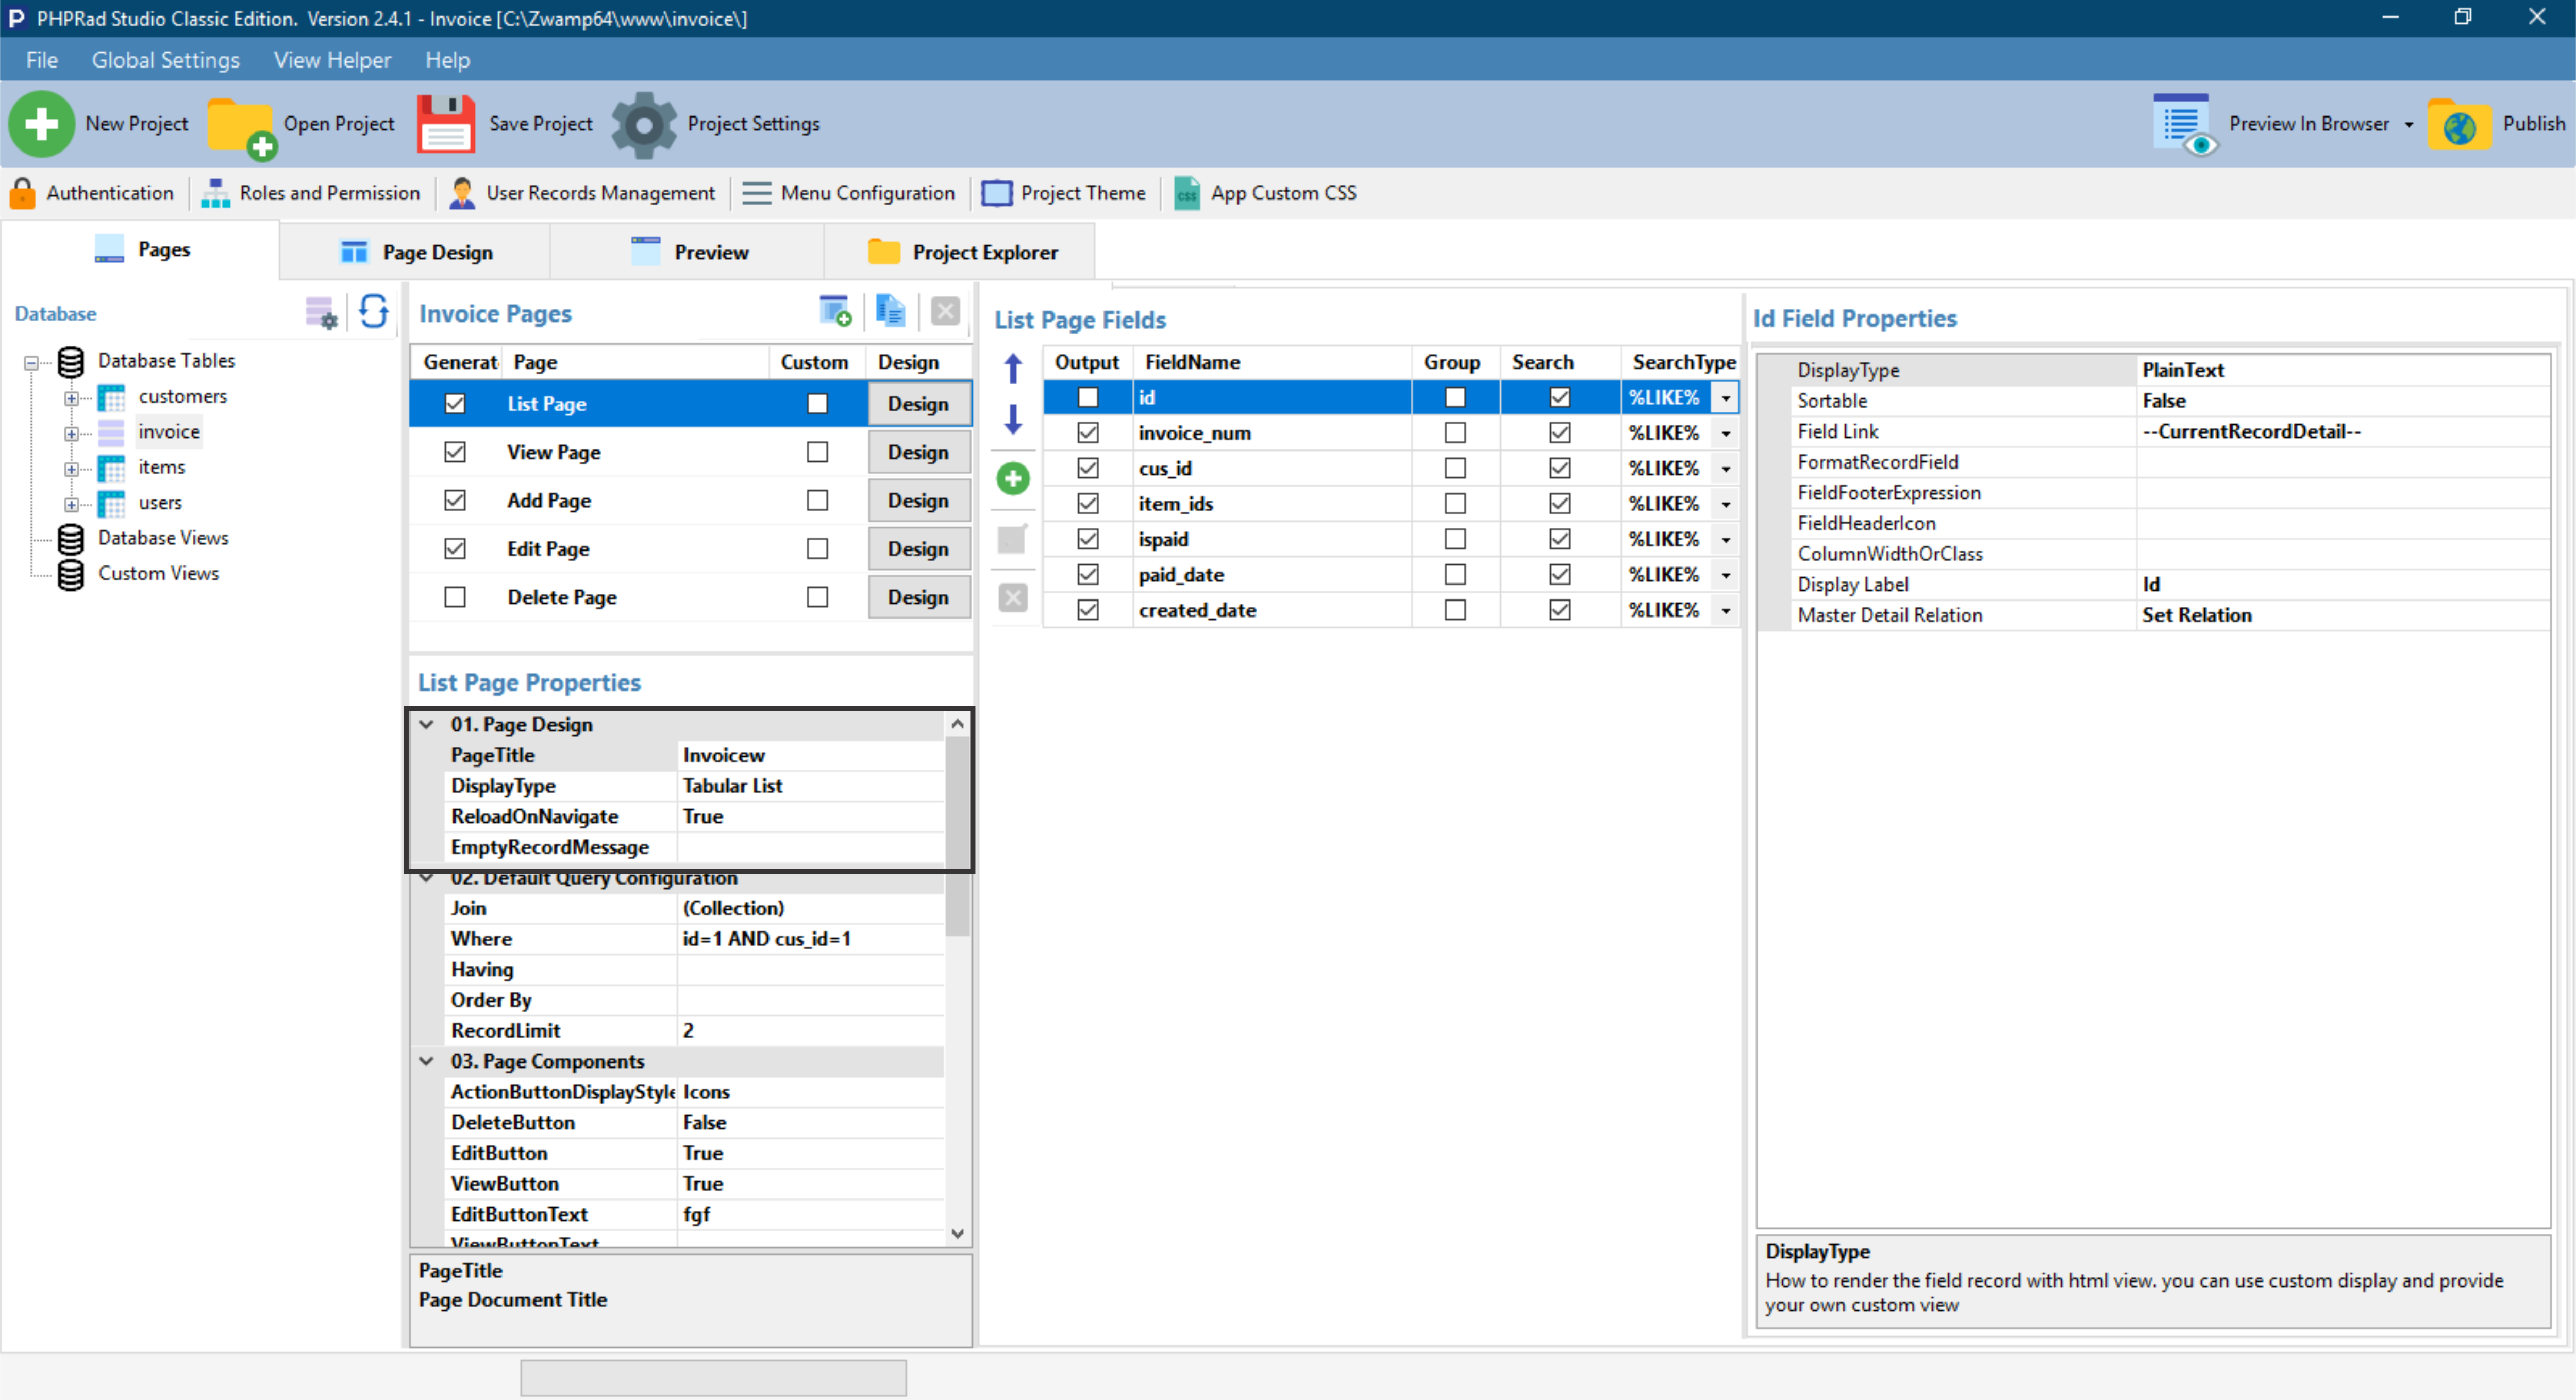 PHPRad Studio Classic Edition.  Version 2.4.1 - Invoice [C:\Zwamp64\www\invoice\]
File Global Settings View Helper Help
New Project Open Project Save Project Project Settings Preview In Browser Publish
Authentication Roles and Permission User Records Management Menu Configuration Project Theme css App Custom CSS
Pages Page Design Preview Project Explorer
Database
Database Tables
customers
invoice
items
users
Database Views
Custom Views
Invoice Pages
Generat Page Custom Design
List Page Design
View Page Design
Add Page Design
Edit Page Design
Delete Page Design
List Page Properties
01. Page Design
PageTitle Invoicew
DisplayType Tabular List
ReloadOnNavigate True
EmptyRecordMessage
02. Default Query Configuration
Join (Collection)
Where id=1 AND cus_id=1
Having
Order By
RecordLimit 2
03. Page Components
ActionButtonDisplayStyle Icons
DeleteButton False
EditButton True
ViewButton True
EditButtonText fgf
ViewButtonText
PageTitle
Page Document Title
List Page Fields
Output FieldName Group Search SearchType
id %LIKE%
invoice_num %LIKE%
cus_id %LIKE%
item_ids %LIKE%
ispaid %LIKE%
paid_date %LIKE%
created_date %LIKE%
Id Field Properties
DisplayType PlainText
Sortable False
Field Link --CurrentRecordDetail--
FormatRecordField
FieldFooterExpression
FieldHeaderIcon
ColumnWidthOrClass
Display Label Id
Master Detail Relation Set Relation
DisplayType
How to render the field record with html view. you can use custom display and provide
your own custom view